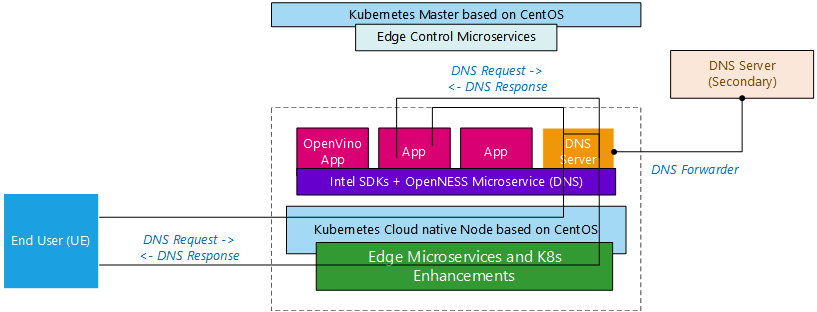 Kubernetes Master based on CentOS
Edge Control Microservices
DNS Server
(Secondary)
DNS Request ->
<- DNS Response
OpenVino
App
App
App
DNS
Server
DNS Forwarder
Intel SDKs + OpenNESS Microservice (DNS)
End User (UE)
DNS Request ->
<- DNS Response
Kubernetes Cloud native Node based on CentOS
Edge Microservices and K8s
Enhancements